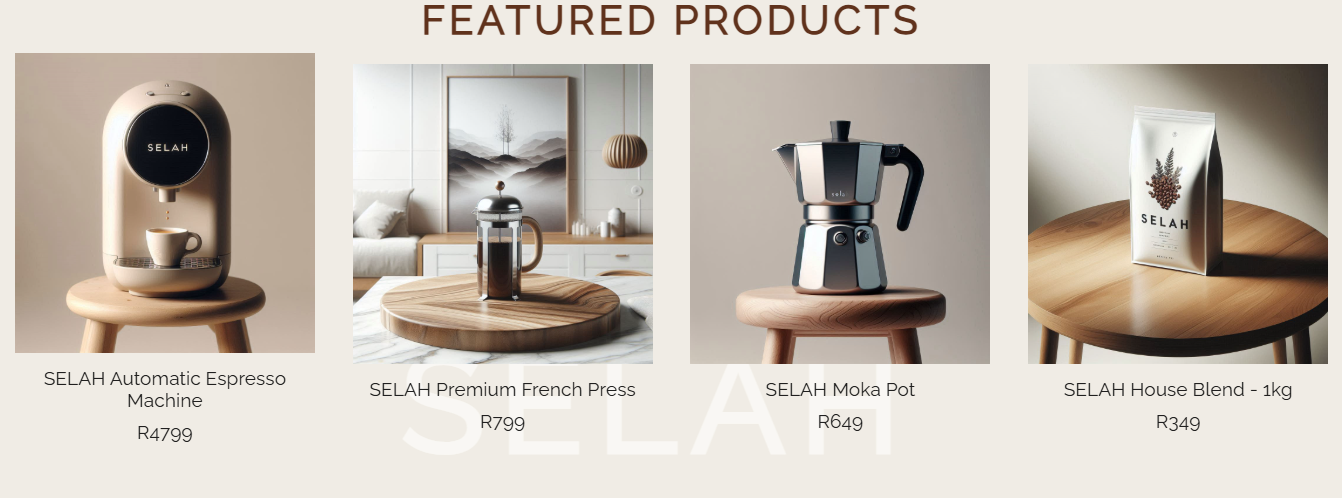 FEATURED PRODUCTS
SELAH
SELAH
SELAH Automatic Espresso
Machine
R4799
SELAH Premium French Press
R799
SELAH Moka Pot
R649
SELAH House Blend - 1kg
R349
SELAH